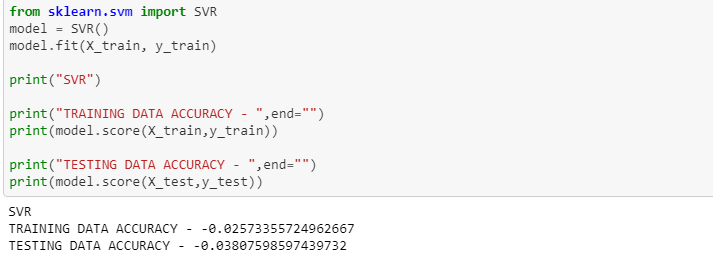 from sklearn.svm import SVR
model = SVR()
model.fit(X_train, y_train)
print("SVR")
print("TRAINING DATA ACCURACY - ",end="")
print(model.score(X_train,y_train))
print("TESTING DATA ACCURACY - ",end="")
print(model.score(X_test,y_test))
SVR
TRAINING DATA ACCURACY - -0.02573355724962667
TESTING DATA ACCURACY - -0.03807598597439732